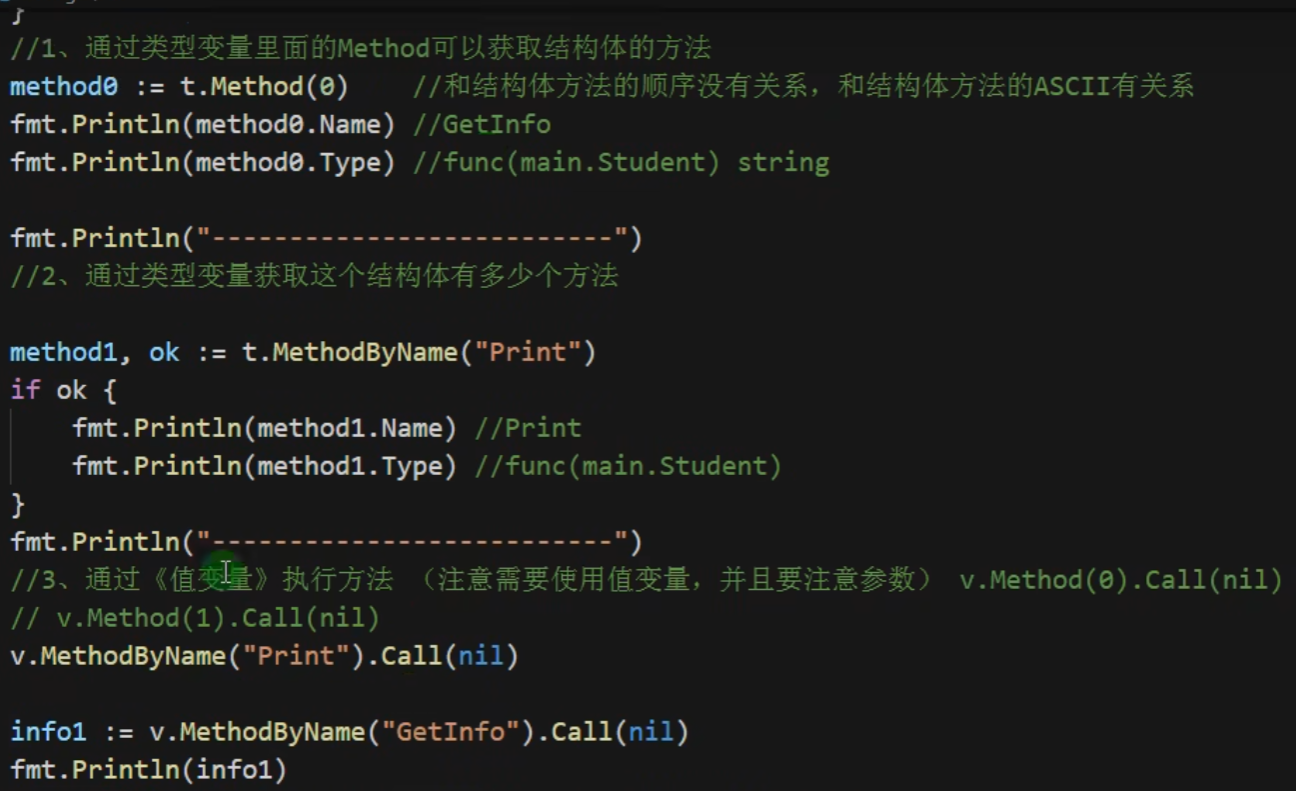 }
//1、通过类型变量里面的Method可以获取结构体的方法
method0 := t.Method(0)    //和结构体方法的顺序没有关系，和结构体方法的ASCII有关系
fmt.Println(method0.Name) //GetInfo
fmt.Println(method0.Type) //func(main.Student) string
fmt.Println("--------------------------")
//2、通过类型变量获取这个结构体有多少个方法
method1, ok := t.MethodByName("Print")
if ok {
    fmt.Println(method1.Name) //Print
    fmt.Println(method1.Type) //func(main.Student)
}
fmt.Println("--------------------------")
//3、通过《值变量》执行方法 （注意需要使用值变量，并且要注意参数） v.Method(0).Call(nil)
// v.Method(1).Call(nil)
v.MethodByName("Print").Call(nil)
info1 := v.MethodByName("GetInfo").Call(nil)
fmt.Println(info1)